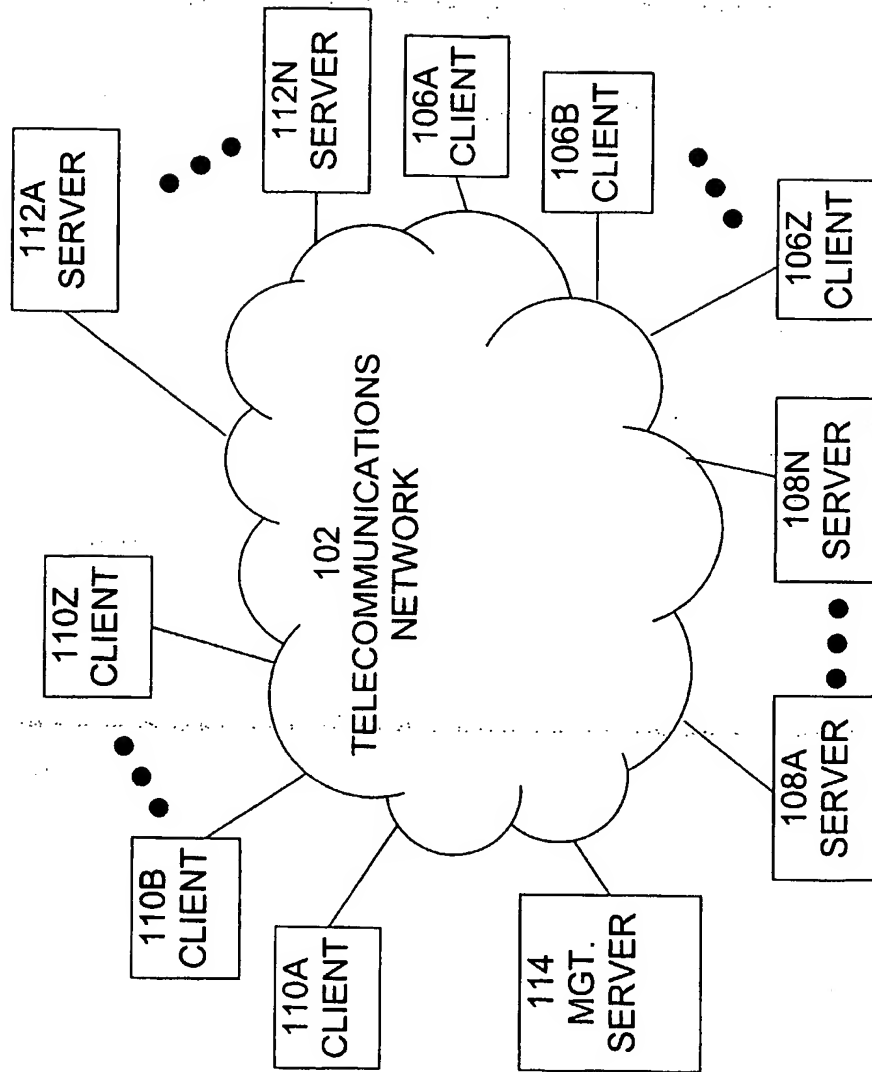 112A
SERVER
112N
SERVER
106A
CLIENT
106B
CLIENT
106Z
CLIENT
110Z
CLIENT
102
TELECOMMUNICATIONS
NETWORK
108N
SERVER
110B
CLIENT
110A
CLIENT
114
MGT.
SERVER
108A
SERVER